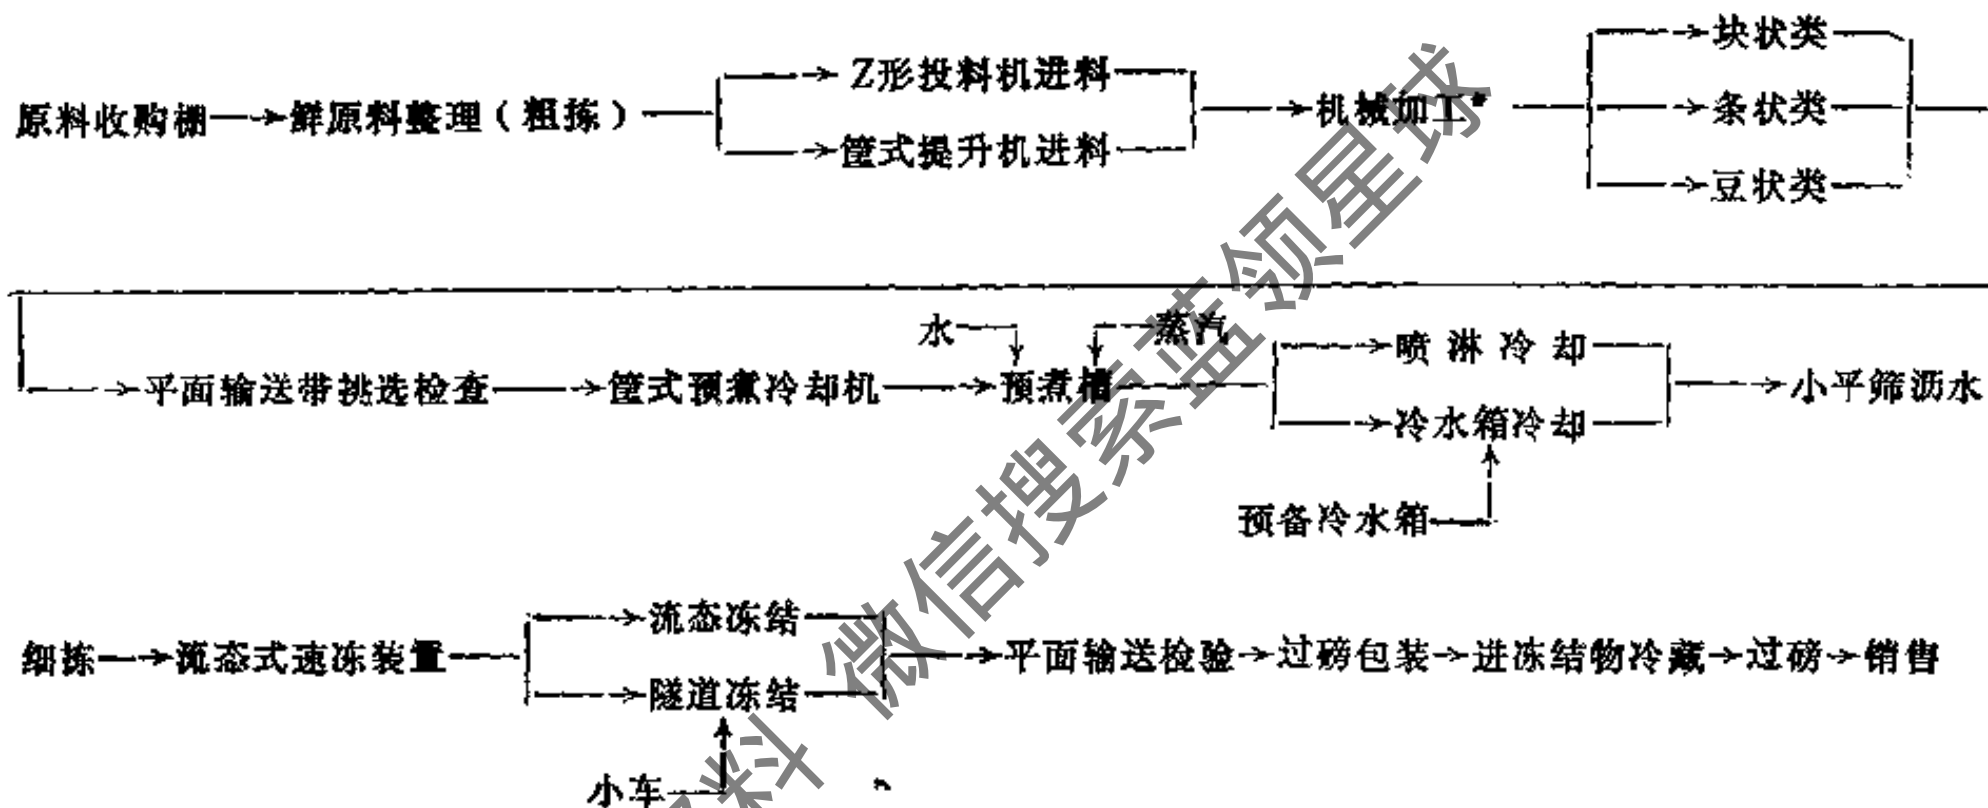 块状类
Z形投料机进料
原料收购棚 鲜原料整理（粗拣） 机械加工* 条状类
筐式提升机进料
豆状类
水 蒸汽
喷淋冷却
平面输送带挑选检查 筐式预煮冷却机 预煮槽 小平筛沥水
冷水箱冷却
预备冷水箱
流态冻结
细拣 流态式速冻装置 平面输送检验 过磅包装 进冻结物冷藏 过磅 销售
隧道冻结
小车
料 微信搜索蓝领星球